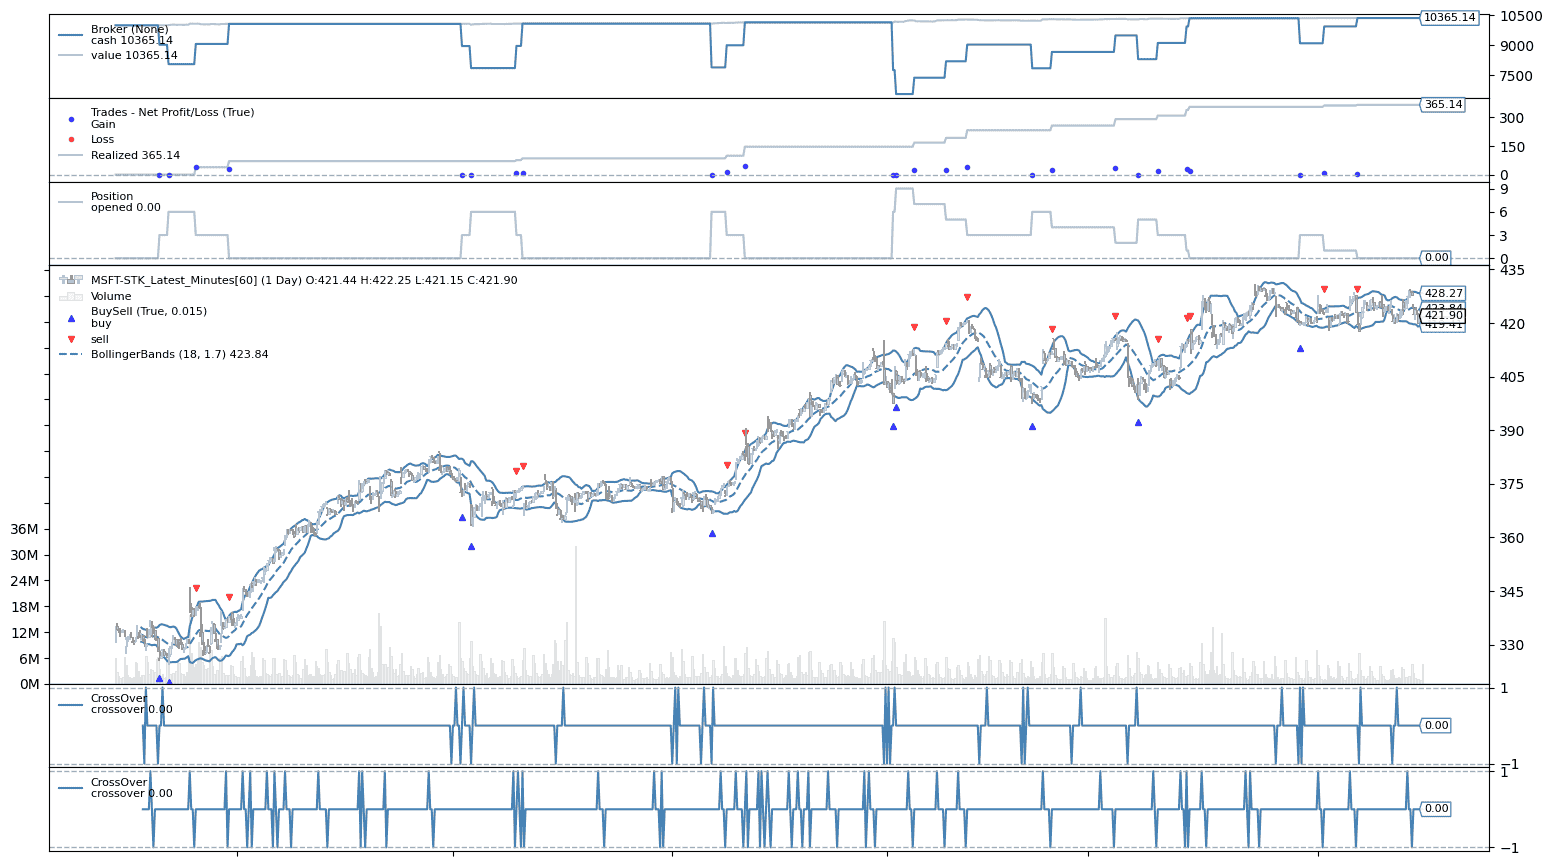 Broker (None)
cash 10365.14
value 10365.14
10365.14
10500
9000
7500
Trades - Net Profit/Loss (True)
Gain
Loss
Realized 365.14
365.14
300
150
0
Position
opened 0.00
9
6
3
0
0.00
MSFT-STK_Latest_Minutes[60] (1 Day) O:421.44 H:422.25 L:421.15 C:421.90
Volume
BuySell (True, 0.015)
buy
sell
BollingerBands (18, 1.7) 423.84
435
428.27
423.84
421.90
419.41
420
405
390
375
360
345
330
36M
30M
24M
18M
12M
6M
0M
CrossOver
crossover 0.00
1
0.00
−1
CrossOver
crossover 0.00
1
0.00
−1